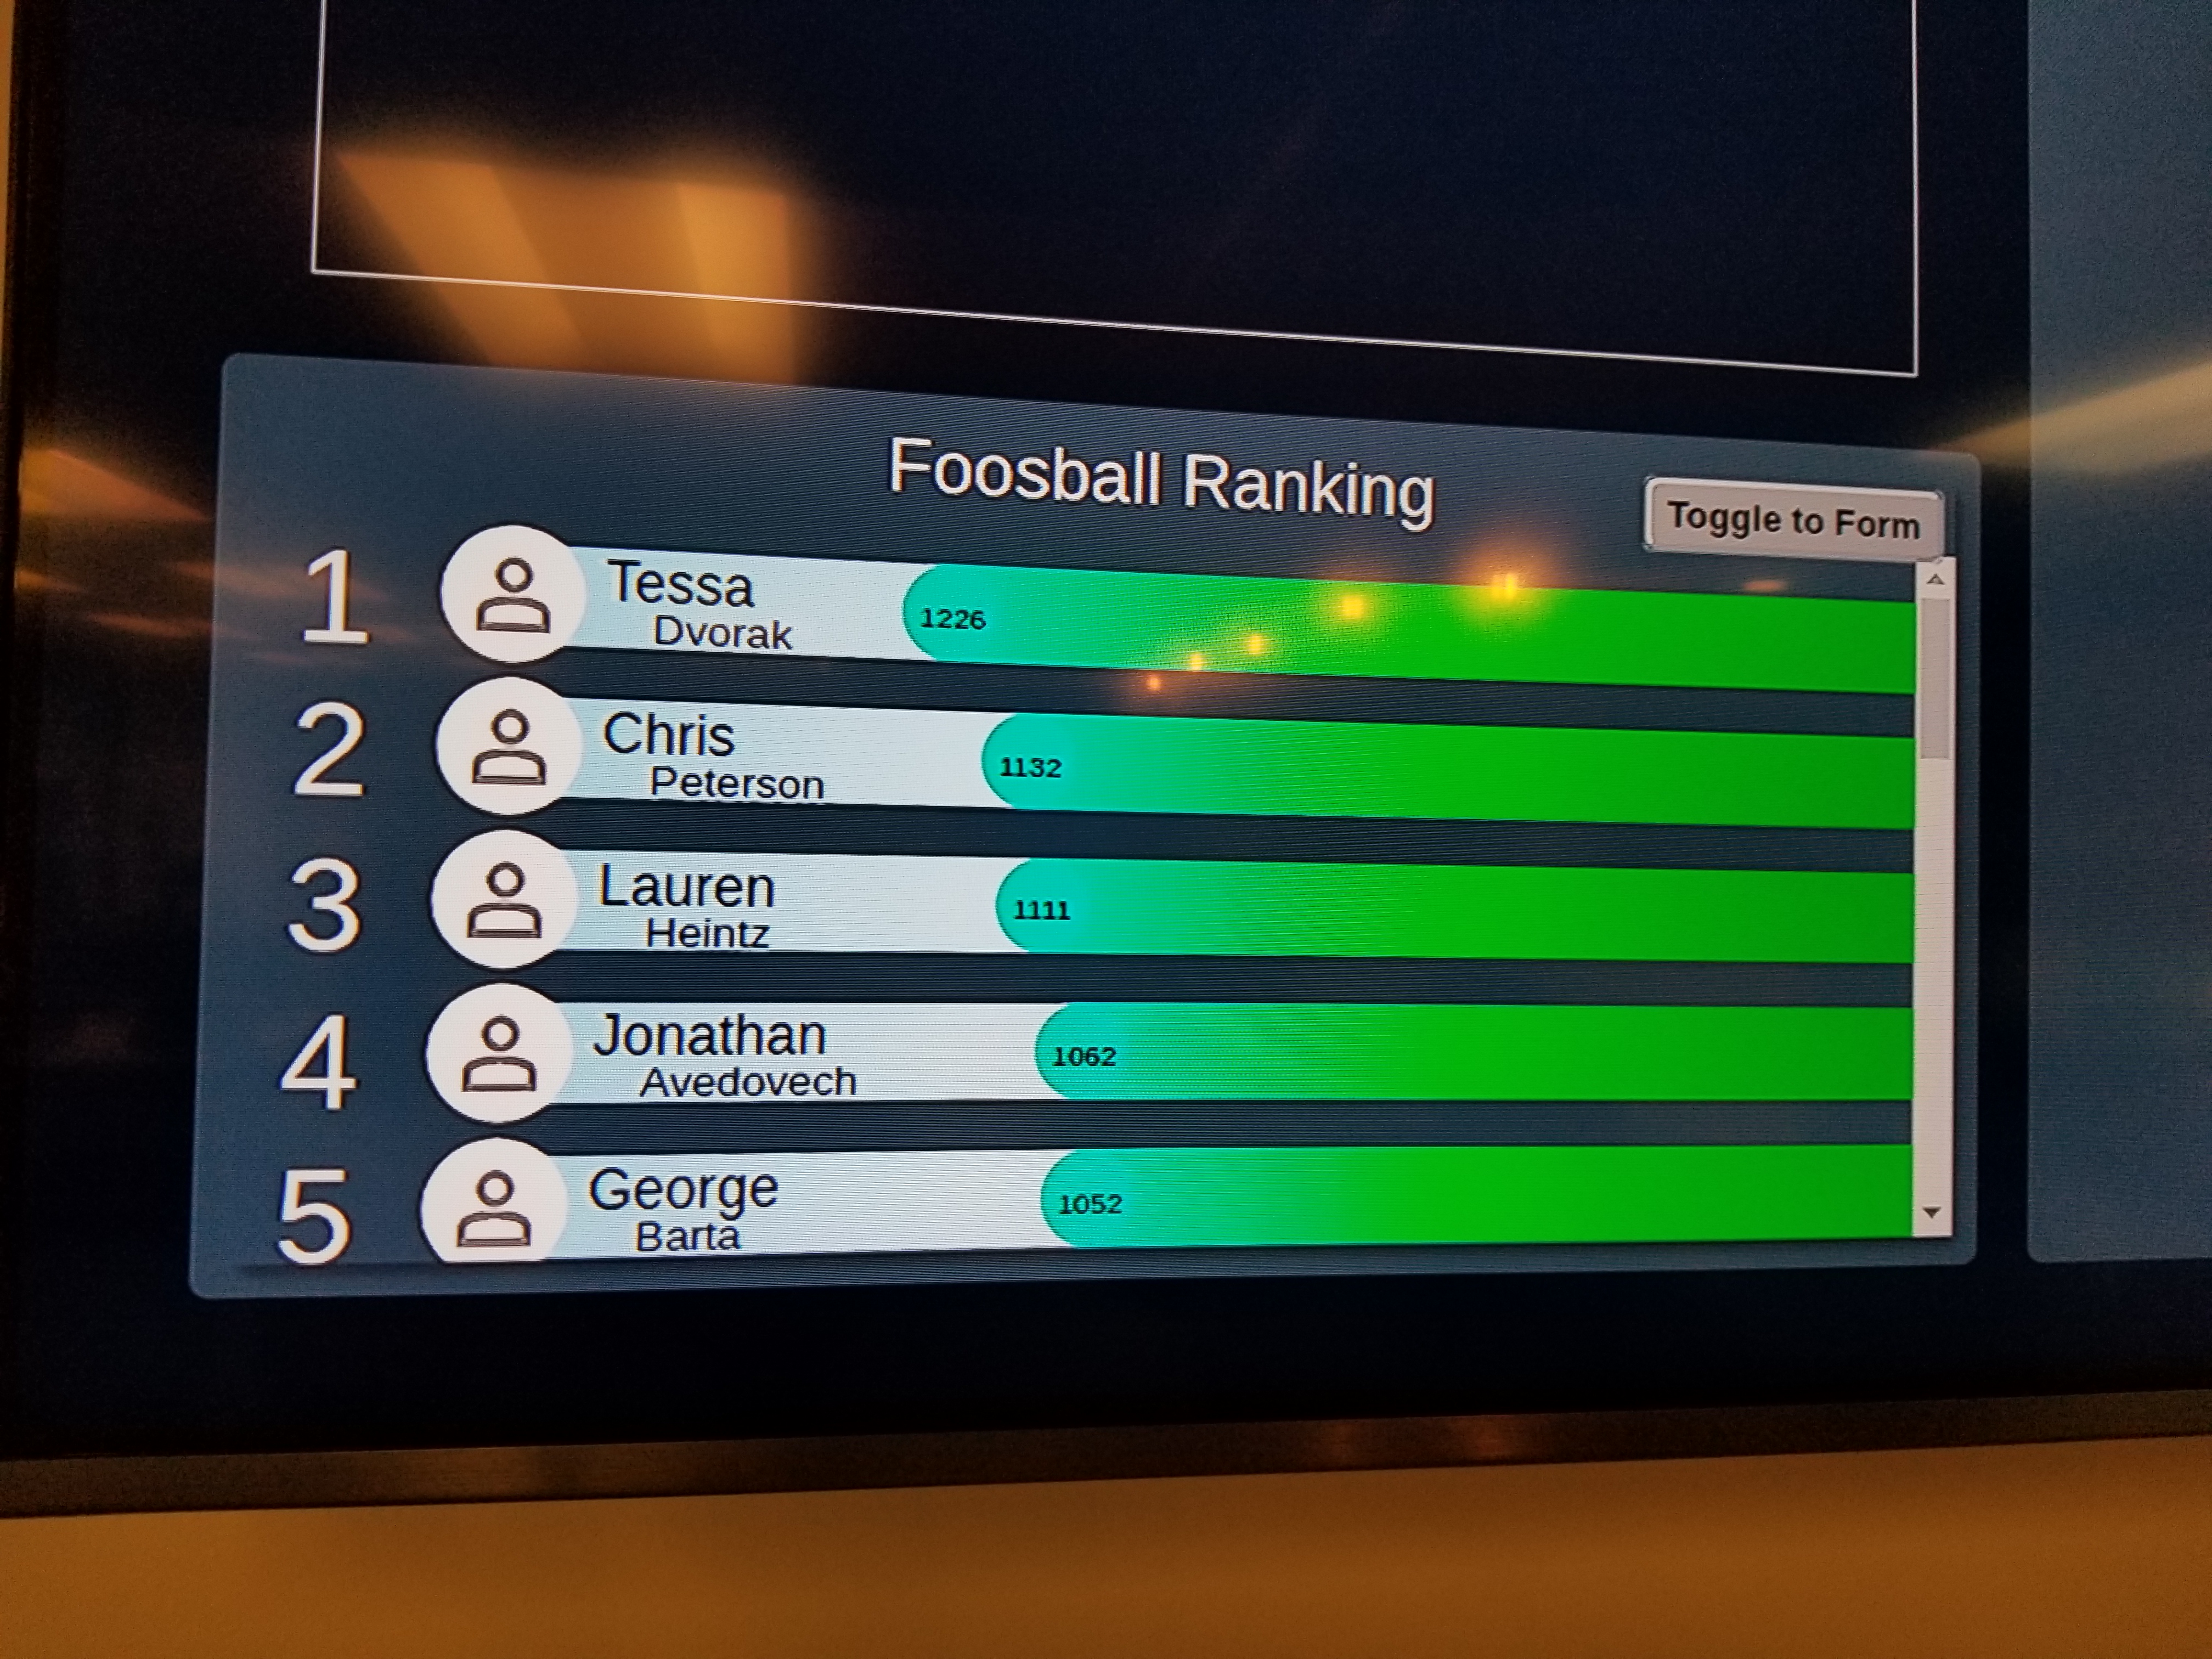 Foosball Ranking
Toggle to Form
1
Tessa
Dvorak
1226
2
Chris
Peterson
1132
3
Lauren
Heintz
1111
4
Jonathan
Avedovech
1062
5
George
Barta
1052